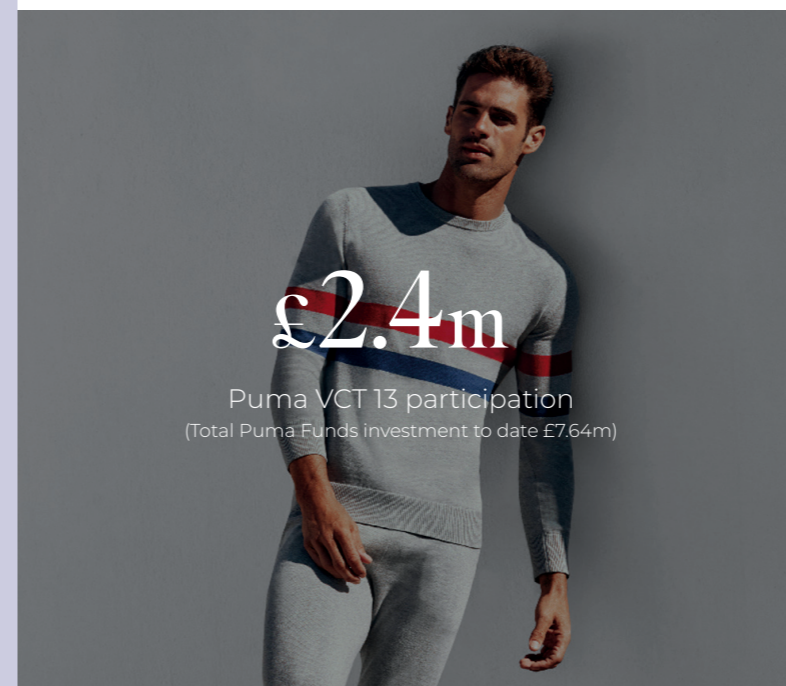 £2.4m
Puma VCT 13 participation
(Total Puma Funds investment to date £7.64m)